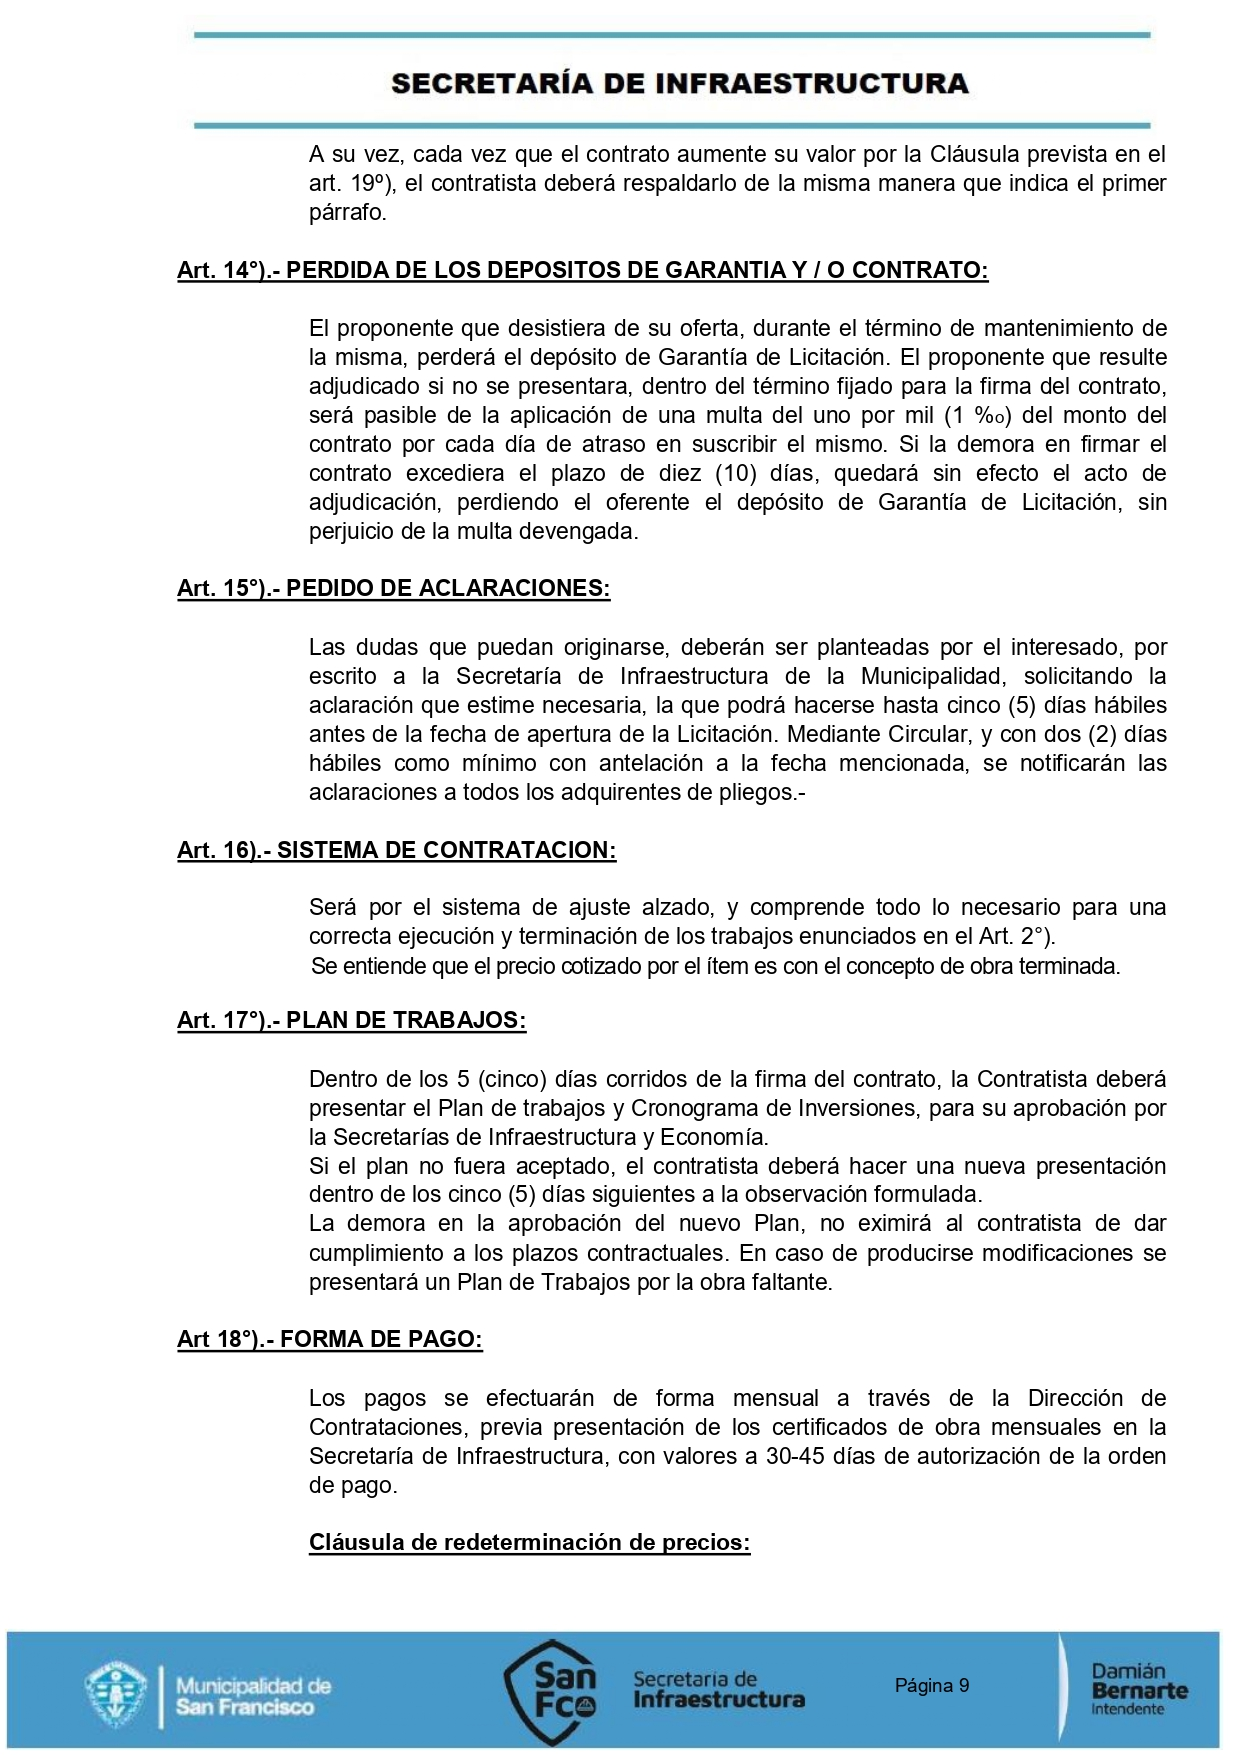 SECRETARÍA DE INFRAESTRUCTURA
A su vez, cada vez que el contrato aumente su valor por la Cláusula prevista en el
art. 19º), el contratista deberá respaldarlo de la misma manera que indica el primer
párrafo.
Art. 14°).- PERDIDA DE LOS DEPOSITOS DE GARANTIA Y / O CONTRATO:
El proponente que desistiera de su oferta, durante el término de mantenimiento de
la misma, perderá el depósito de Garantía de Licitación. El proponente que resulte
adjudicado si no se presentara, dentro del término fijado para la firma del contrato,
será pasible de la aplicación de una multa del uno por mil (1 %o) del monto del
contrato por cada día de atraso en suscribir el mismo. Si la demora en firmar el
contrato excediera el plazo de diez (10) días, quedará sin efecto el acto de
adjudicación, perdiendo el oferente el depósito de Garantía de Licitación, sin
perjuicio de la multa devengada.
Art. 15°).- PEDIDO DE ACLARACIONES:
Las dudas que puedan originarse, deberán ser planteadas por el interesado, por
escrito a la Secretaría de Infraestructura de la Municipalidad, solicitando la
aclaración que estime necesaria, la que podrá hacerse hasta cinco (5) días hábiles
antes de la fecha de apertura de la Licitación. Mediante Circular, y con dos (2) días
hábiles como mínimo con antelación a la fecha mencionada, se notificarán las
aclaraciones a todos los adquirentes de pliegos.-
Art. 16).- SISTEMA DE CONTRATACION:
Será por el sistema de ajuste alzado, y comprende todo lo necesario para una
correcta ejecución y terminación de los trabajos enunciados en el Art. 2°).
Se entiende que el precio cotizado por el ítem es con el concepto de obra terminada.
Art. 17°).- PLAN DE TRABAJOS:
Dentro de los 5 (cinco) días corridos de la firma del contrato, la Contratista deberá
presentar el Plan de trabajos y Cronograma de Inversiones, para su aprobación por
la Secretarías de Infraestructura y Economía.
Si el plan no fuera aceptado, el contratista deberá hacer una nueva presentación
dentro de los cinco (5) días siguientes a la observación formulada.
La demora en la aprobación del nuevo Plan, no eximirá al contratista de dar
cumplimiento a los plazos contractuales. En caso de producirse modificaciones se
presentará un Plan de Trabajos por la obra faltante.
Art 18°).- FORMA DE PAGO:
Los pagos se efectuarán de forma mensual a través de la Dirección de
Contrataciones, previa presentación de los certificados de obra mensuales en la
Secretaría de Infraestructura, con valores a 30-45 días de autorización de la orden
de pago.
Cláusula de redeterminación de precios:
Municipalidad de
San Francisco
San
Fco
Secretaria de
Infraestructura
Página 9
Damián
Bernarte
Intendente